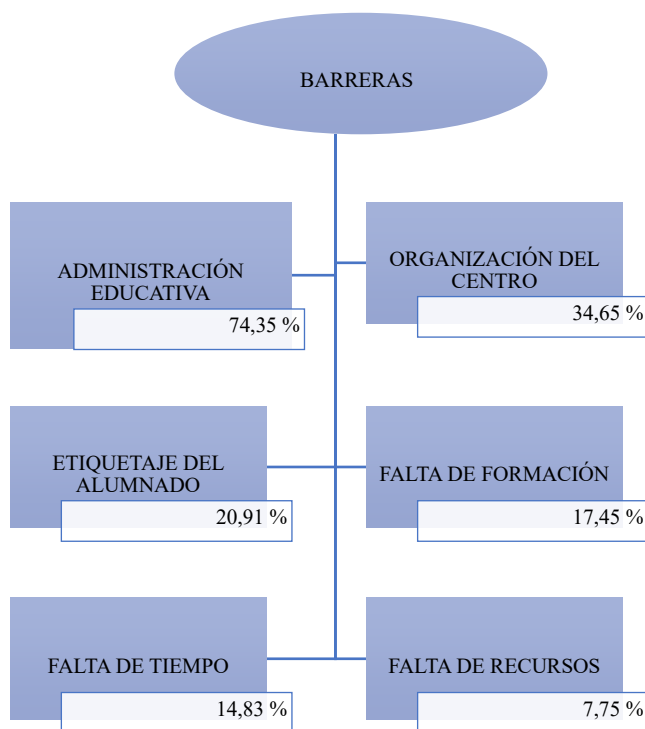 BARRERAS
ADMINISTRACIÓN
EDUCATIVA
74,35 %
ORGANIZACIÓN DEL
CENTRO
34,65 %
ETIQUETAJE DEL
ALUMNADO
20,91 %
FALTA DE FORMACIÓN
17,45 %
FALTA DE TIEMPO
14,83 %
FALTA DE RECURSOS
7,75 %